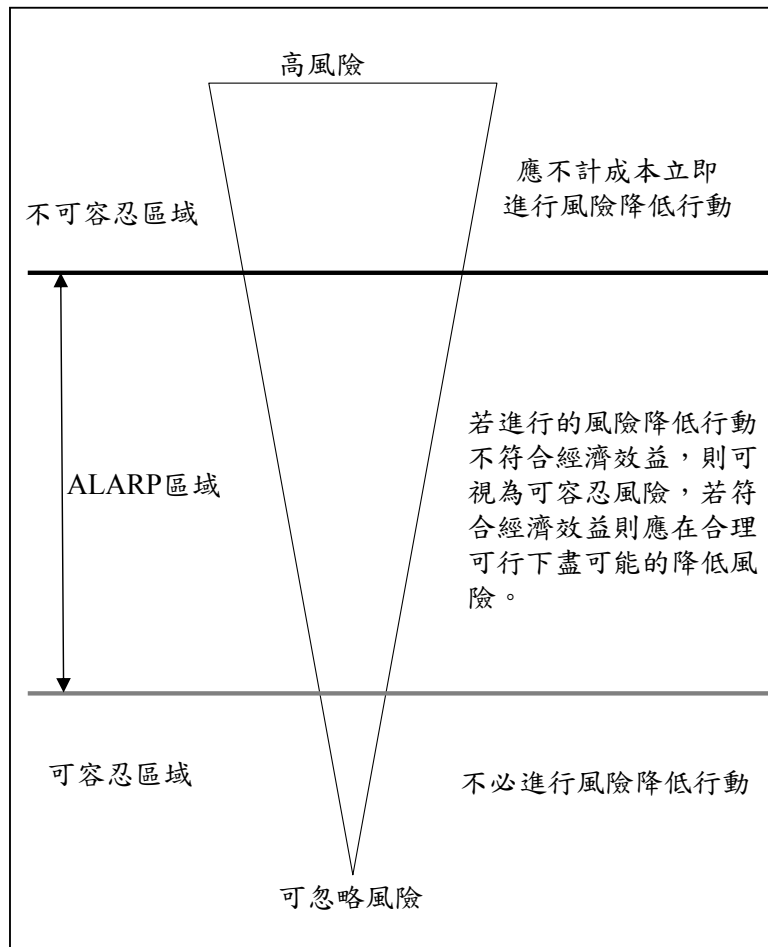 高風險
應不計成本立即
進行風險降低行動
不可容忍區域
若進行的風險降低行動
不符合經濟效益，則可
視為可容忍風險，若符
合經濟效益則應在合理
可行下盡可能的降低風
險。
ALARP區域
可容忍區域
不必進行風險降低行動
可忽略風險